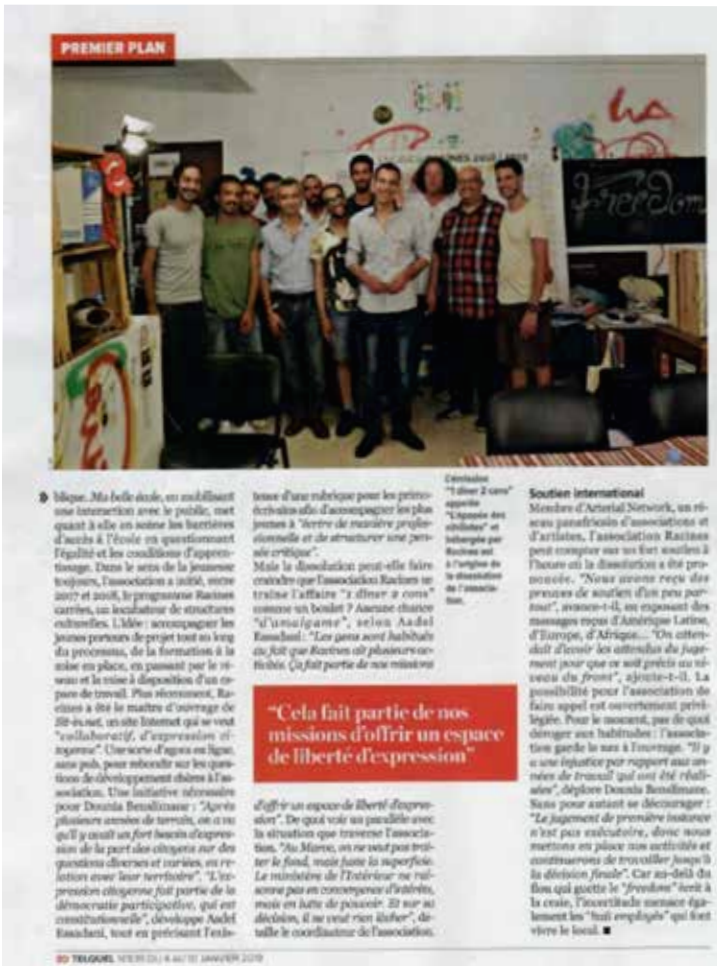 PREMIER PLAN
Freedom
blique. Ma belle école, en mobilisant
une interaction avec le public, met
quant à elle en scène les barrières
d'accès à l'école en questionnant
l'égalité et les conditions d'appren-
tissage. Dans le sens de la jeunesse
toujours, l'association a initié, entre
2017 et 2018, le programme Racines
carrées, un incubateur de structures
culturelles. L'idée : accompagner les
jeunes porteurs de projet tout au long
du processus, de la formation à la
mise en place, en passant par le ré-
seau et la mise à disposition d'un es-
pace de travail. Plus récemment, Ra-
cines a été le maître d'ouvrage de
un site Internet qui se veut
"collaboratif, d'expression ci-
toyenne". Une sorte d'agora en ligne,
sans pub, pour rebondir sur les ques-
tions de développement chères à l'as-
sociation. Une initiative nécessaire
pour Dounia Benslimane : "Après
plusieurs années de terrain, on a vu
qu'il y avait un fort besoin d'expres-
sion de la part des citoyens sur des
questions diverses et variées, en re-
lation avec leur territoire". "L'ex-
pression citoyenne fait partie de la
démocratie participative, qui est
constitutionnelle", développe Aadel
Essadani, tout en précisant l'exis-
tence d'une rubrique pour les primo-
écrivains afin d'accompagner les plus
jeunes à "écrire de manière profes-
sionnelle et de structurer une pen-
sée critique".
Mais la dissolution peut-elle faire
craindre que l'association Racines se
traîne l'affaire "1 dîner 2 cons"
comme un boulet ? Aucune chance
"d'amalgame", selon Aadel
Essadani : "Les gens sont habitués
au fait que Racines ait plusieurs ac-
tivités. Ça fait partie de nos missions
"Cela fait partie de nos
missions d'offrir un espace
de liberté d'expression"
d'offrir un espace de liberté d'expres-
sion". De quoi voir un parallèle avec
la situation que traverse l'associa-
tion. "Au Maroc, on ne veut pas trai-
ter le fond, mais juste la superficie.
Le ministère de l'Intérieur ne rai-
sonne pas en convergence d'intérêts,
mais en lutte de pouvoir. Et sur sa
décision, il ne veut rien lâcher", dé-
taille le coordinateur de l'association.
L'émission
"1 dîner 2 cons"
appelée
"L'épopée des
nihilistes" et
hébergée par
Racines est
à l'origine de
la dissolution
de l'associa-
tion.
Soutien international
Membre d'Arterial Network, un ré-
seau panafricain d'associations et
d'artistes, l'association Racines
peut compter sur un fort soutien à
l'heure où la dissolution a été pro-
noncée. "Nous avons reçu des
preuves de soutien d'un peu par-
tout", avance-t-il, en exposant des
messages reçus d'Amérique Latine,
d'Europe, d'Afrique... "On atten-
dait d'avoir les attendus du juge-
ment pour que ce soit précis au ni-
veau du front", ajoute-t-il. La
possibilité pour l'association de
faire appel est ouvertement privi-
légiée. Pour le moment, pas de quoi
déroger aux habitudes : l'associa-
tion garde le nez à l'ouvrage. "Il y
a une injustice par rapport aux an-
nées de travail qui ont été réali-
sées", déplore Dounia Benslimane.
Sans pour autant se décourager :
"Le jugement de première instance
n'est pas exécutoire, donc nous
mettons en place nos activités et
continuerons de travailler jusqu'à
la décision finale". Car au-delà du
flou qui guette le "freedom" écrit à
la craie, l'incertitude menace éga-
lement les "huit employés" qui font
vivre le local.
TELQUEL DU 4 AU 10 JANVIER 2019